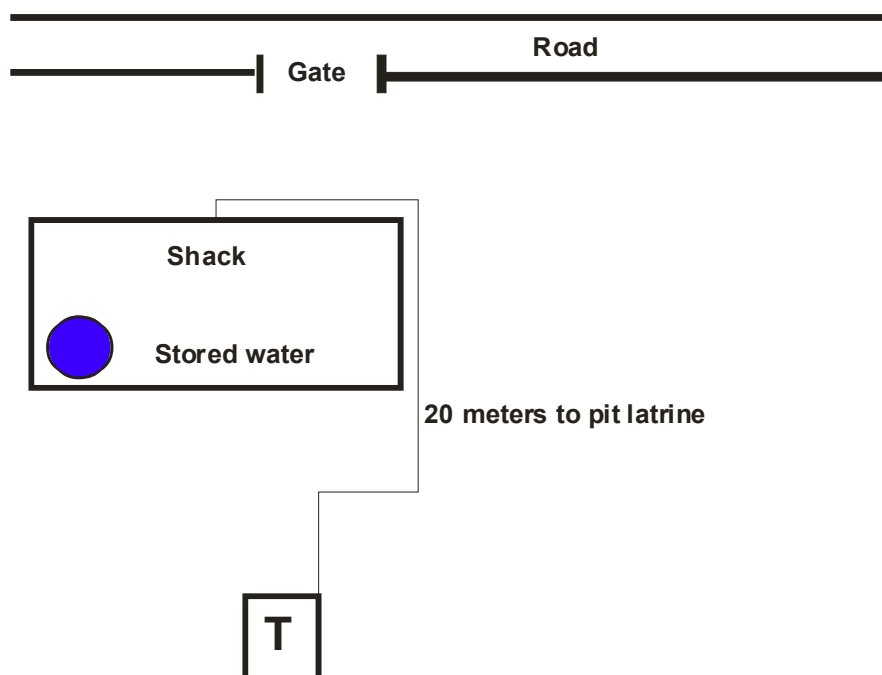 Road
Gate
Shack
Stored water
20 meters to pit latrine
T